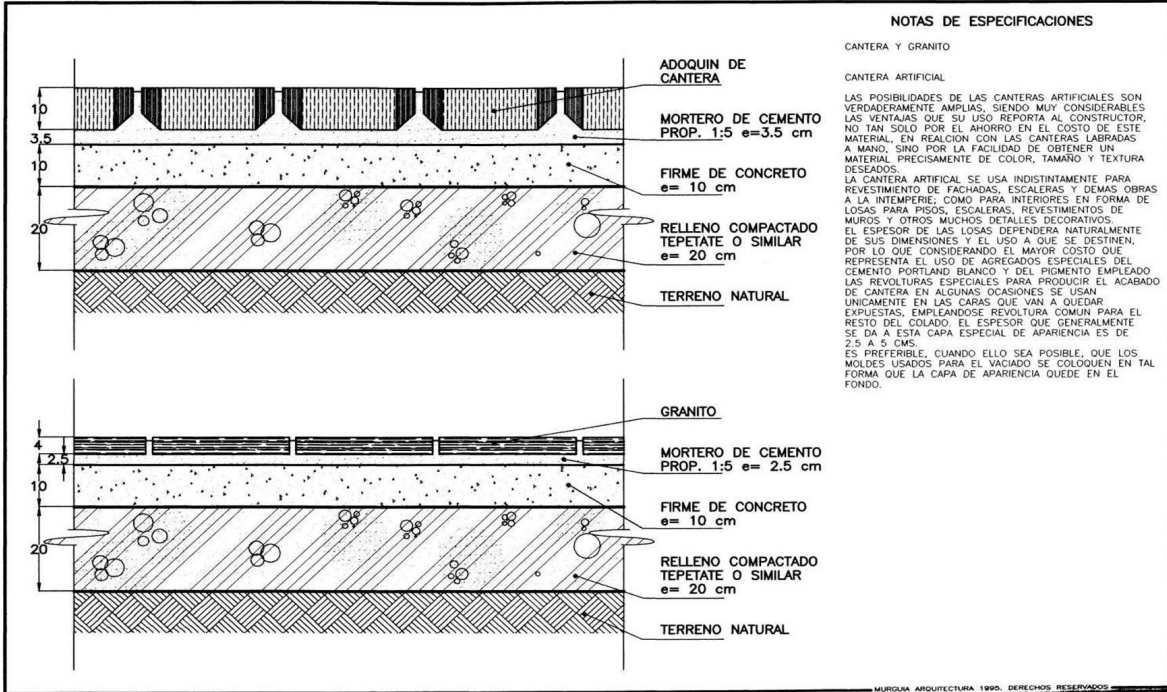 10
3.5
10
20
ADOQUIN DE
CANTERA
MORTERO DE CEMENTO
PROP. 1:5 e=3.5 cm
FIRME DE CONCRETO
e= 10 cm
RELLENO COMPACTADO
TEPETATE O SIMILAR
e= 20 cm
TERRENO NATURAL
4
2.5
10
20
GRANITO
MORTERO DE CEMENTO
PROP. 1:5 e= 2.5 cm
FIRME DE CONCRETO
e= 10 cm
RELLENO COMPACTADO
TEPETATE O SIMILAR
e= 20 cm
TERRENO NATURAL
NOTAS DE ESPECIFICACIONES
CANTERA Y GRANITO
CANTERA ARTIFICIAL
LAS POSIBILIDADES DE LAS CANTERAS ARTIFICIALES SON
VERDADERAMENTE AMPLIAS, SIENDO MUY CONSIDERABLES
LAS VENTAJAS QUE SU USO REPORTA AL CONSTRUCTOR,
NO TAN SOLO POR EL AHORRO EN EL COSTO DE ESTE
MATERIAL, EN REALCION CON LAS CANTERAS LABRADAS
A MANO, SINO POR LA FACILIDAD DE OBTENER UN
MATERIAL PRECISAMENTE DE COLOR, TAMAÑO Y TEXTURA
DESEADOS.
LA CANTERA ARTIFICAL SE USA INDISTINTAMENTE PARA
REVESTIMIENTO DE FACHADAS, ESCALERAS Y DEMAS OBRAS
A LA INTEMPERIE; COMO PARA INTERIORES EN FORMA DE
LOSAS PARA PISOS, ESCALERAS, REVESTIMIENTOS DE
MUROS Y OTROS MUCHOS DETALLES DECORATIVOS.
EL ESPESOR DE LAS LOSAS DEPENDERA NATURALMENTE
DE SUS DIMENSIONES Y EL USO A QUE SE DESTINEN,
POR LO QUE CONSIDERANDO EL MAYOR COSTO QUE
REPRESENTA EL USO DE AGREGADOS ESPECIALES DEL
CEMENTO PORTLAND BLANCO Y DEL PIGMENTO EMPLEADO
LAS REVOLTURAS ESPECIALES PARA PRODUCIR EL ACABADO
DE CANTERA EN ALGUNAS OCASIONES SE USAN
UNICAMENTE EN LAS CARAS QUE VAN A QUEDAR
EXPUESTAS, EMPLEANDOSE REVOLTURA COMUN PARA EL
RESTO DEL COLADO. EL ESPESOR QUE GENERALMENTE
SE DA A ESTA CAPA ESPECIAL DE APARIENCIA ES DE
2.5 A 5 CMS.
ES PREFERIBLE, CUANDO ELLO SEA POSIBLE, QUE LOS
MOLDES USADOS PARA EL VACIADO SE COLOQUEN EN TAL
FORMA QUE LA CAPA DE APARIENCIA QUEDE EN EL
FONDO.
MURGUIA ARQUITECTURA 1995. DERECHOS RESERVADOS